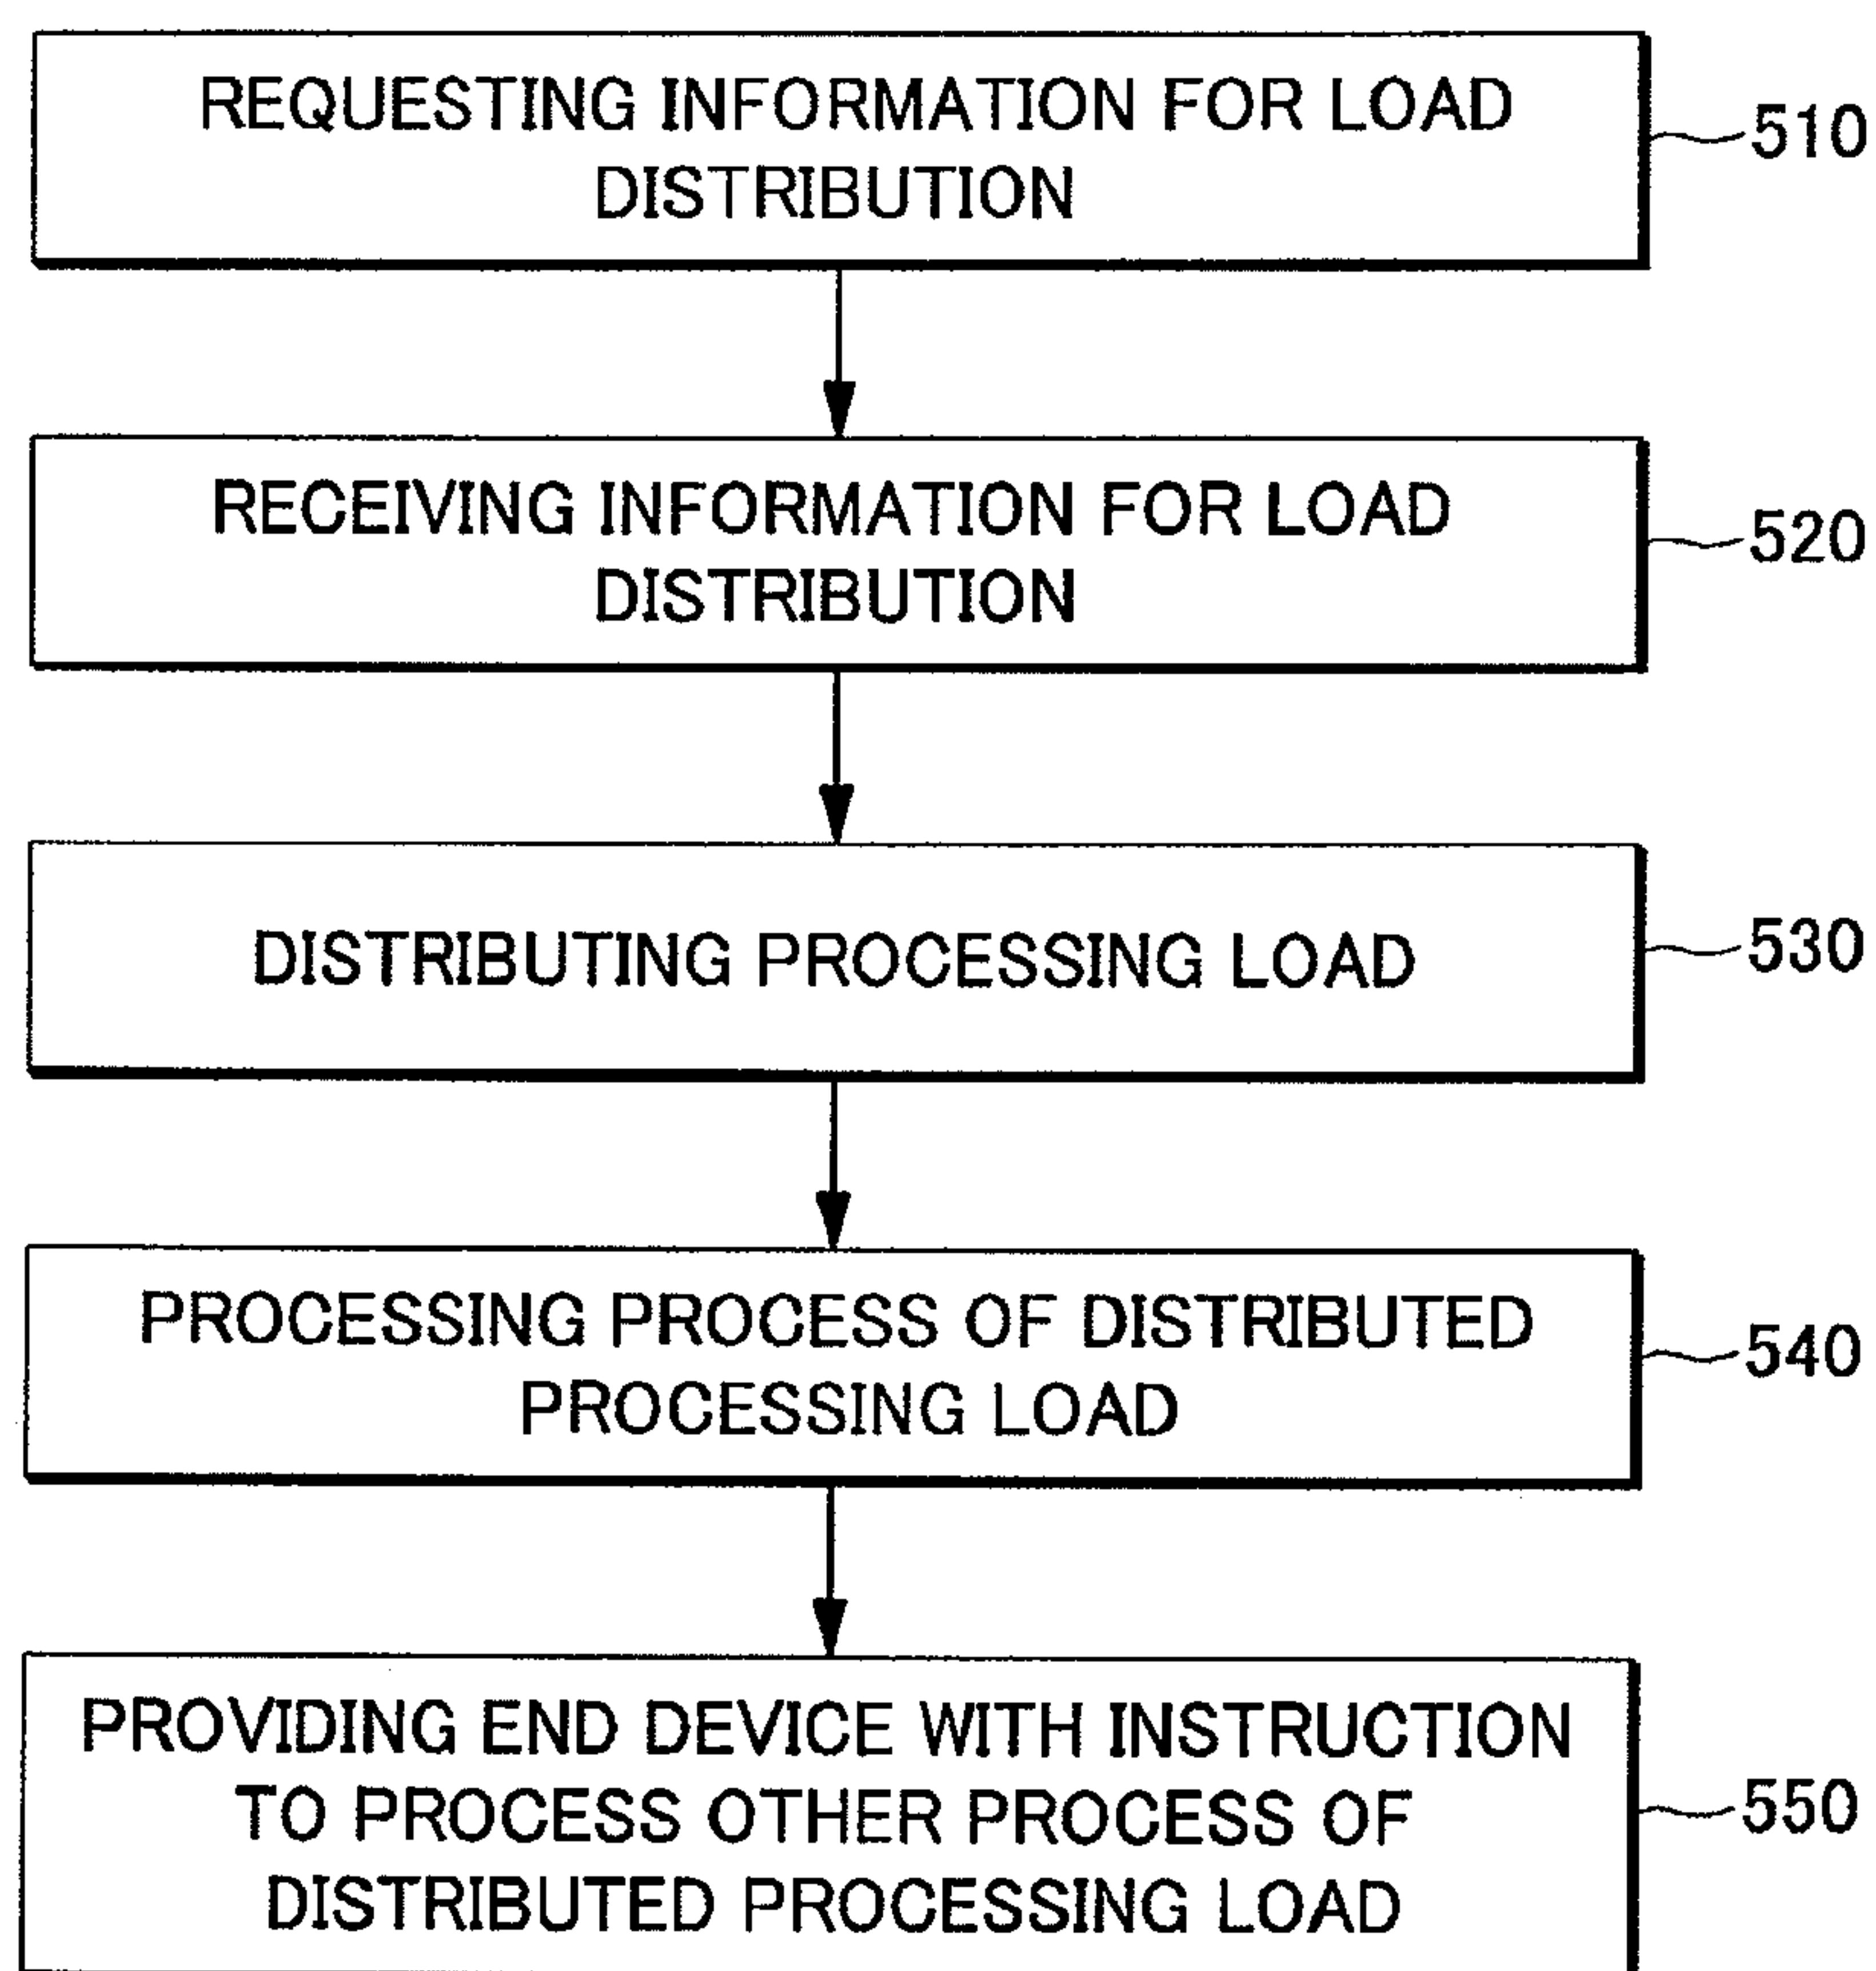 REQUESTING INFORMATION FOR LOAD
DISTRIBUTION
510
RECEIVING INFORMATION FOR LOAD
DISTRIBUTION
520
DISTRIBUTING PROCESSING LOAD
530
PROCESSING PROCESS OF DISTRIBUTED
PROCESSING LOAD
540
PROVIDING END DEVICE WITH INSTRUCTION
TO PROCESS OTHER PROCESS OF
DISTRIBUTED PROCESSING LOAD
550